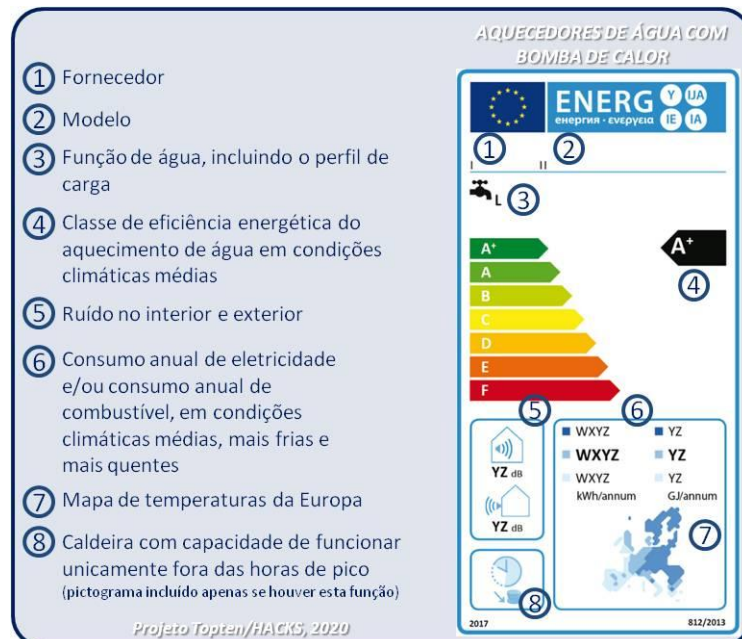 AQUECEDORES DE ÁGUA COM
BOMBA DE CALOR
1 Fornecedor
2 Modelo
3 Função de água, incluindo o perfil de
carga
4 Classe de eficiência energética do
aquecimento de água em condições
climáticas médias
5 Ruído no interior e exterior
6 Consumo anual de eletricidade
e/ou consumo anual de
combustível, em condições
climáticas médias, mais frias e
mais quentes
7 Mapa de temperaturas da Europa
8 Caldeira com capacidade de funcionar
unicamente fora das horas de pico
(pictograma incluído apenas se houver esta função)
Projeto Topten/HACKS, 2020
ENERG Y IJA
енергия · ενεργεια IE IA
1 2
I II
L 3
A+ A+
A 4
B
C
D
E
F
5 6
WXYZ YZ
WXYZ YZ
WXYZ YZ
kWh/annum GJ/annum
YZ dB
YZ dB
7
8
2017 812/2013